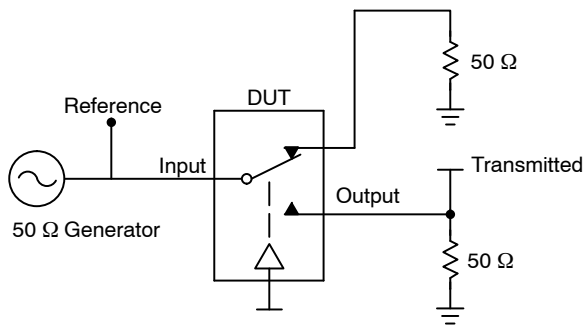 50 Ω
DUT
Reference
Input
Transmitted
Output
50 Ω Generator
50 Ω